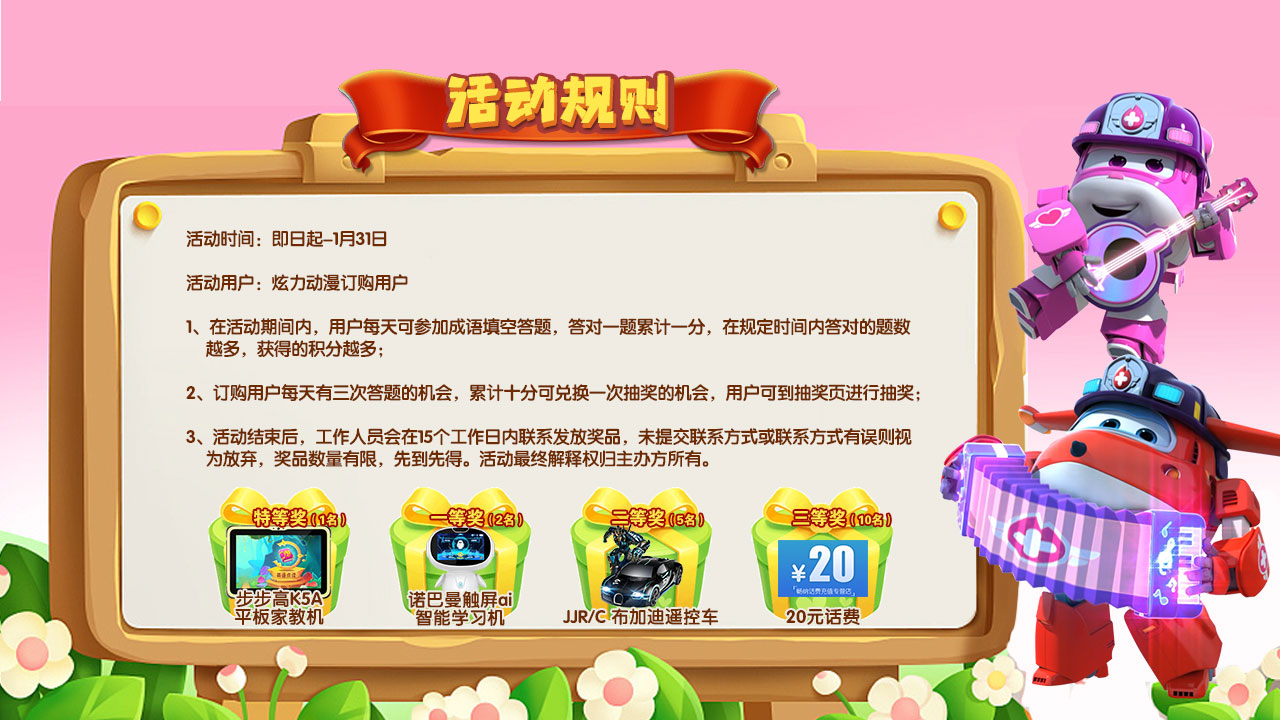 活动规则
活动时间：即日起-1月31日
活动用户：炫力动漫订购用户
1、在活动期间内，用户每天可参加成语填空答题，答对一题累计一分，在规定时间内答对的题数
越多，获得的积分越多；
2、订购用户每天有三次答题的机会，累计十分可兑换一次抽奖的机会，用户可到抽奖页进行抽奖；
3、活动结束后，工作人员会在15个工作日内联系发放奖品，未提交联系方式或联系方式有误则视
为放弃，奖品数量有限，先到先得。活动最终解释权归主办方所有。
特等奖（1名）
一等奖（2名）
二等奖（5名）
三等奖（10名）
¥20
步步高K5A
平板家教机
诺巴曼触屏ai
智能学习机
JJR/C 布加迪遥控车
20元话费